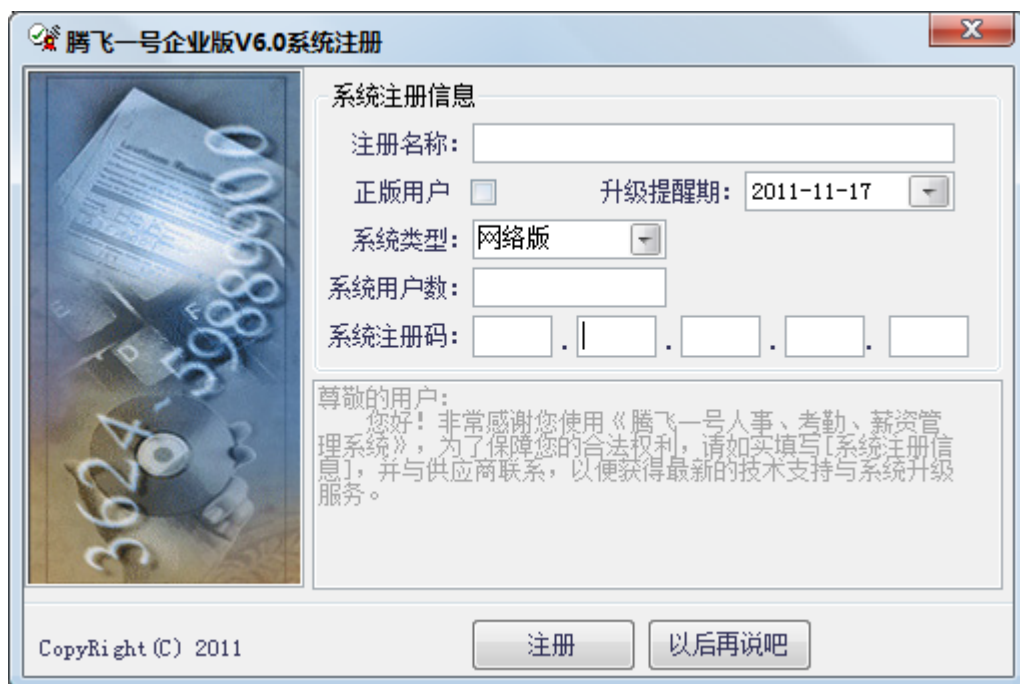 腾飞一号企业版V6.0系统注册
系统注册信息
注册名称:
正版用户 升级提醒期: 2011-11-17
系统类型: 网络版
系统用户数:
系统注册码: . . . .
尊敬的用户:
您好! 非常感谢您使用《腾飞一号人事、考勤、薪资管
理系统》, 为了保障您的合法权利, 请如实填写[系统注册信
息], 并与供应商联系, 以便获得最新的技术支持与系统升级
服务。
3624-5988900
CopyRight(C) 2011 注册 以后再说吧